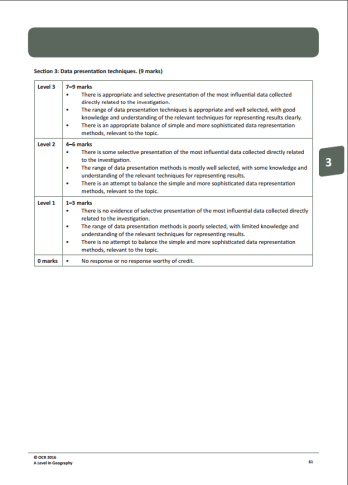 Section 3: Data presentation techniques. (9 marks)
Level 3
7–9 marks
• There is appropriate and selective presentation of the most influential data collected
directly related to the investigation.
• The range of data presentation techniques is appropriate and well selected, with good
knowledge and understanding of the relevant techniques for representing results clearly.
• There is an appropriate balance of simple and more sophisticated data representation
methods, relevant to the topic.
Level 2
4–6 marks
• There is some selective presentation of the most influential data collected directly related
to the investigation.
• The range of data presentation methods is mostly well selected, with some knowledge and
understanding of the relevant techniques for representing results.
• There is an attempt to balance the simple and more sophisticated data representation
methods, relevant to the topic.
Level 1
1–3 marks
• There is no evidence of selective presentation of the most influential data collected directly
related to the investigation.
• The range of data presentation methods is poorly selected, with limited knowledge and
understanding of the relevant techniques for representing results.
• There is no attempt to balance the simple and more sophisticated data representation
methods, relevant to the topic.
0 marks
• No response or no response worthy of credit.
3
© OCR 2016
A Level in Geography
61